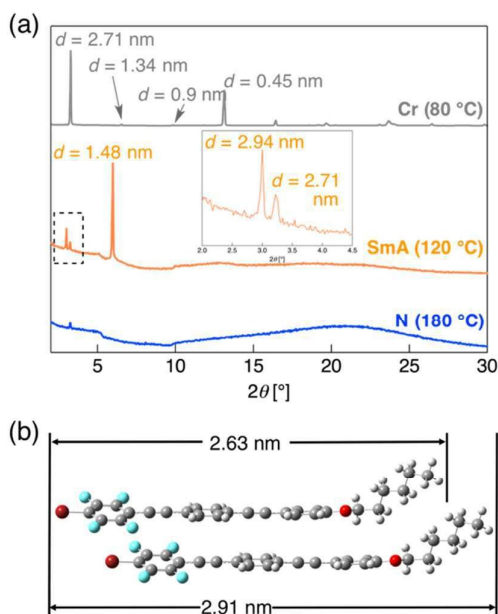 (a)
d = 2.71 nm
d = 1.34 nm
d = 0.9 nm
d = 0.45 nm
Cr (80 °C)
d = 1.48 nm
d = 2.94 nm
d = 2.71
nm
2.0 2.5 3.0 3.5 4.0 4.5
2θ [°]
SmA (120 °C)
N (180 °C)
5 10 15 20 25 30
2θ [°]
(b)
2.63 nm
2.91 nm